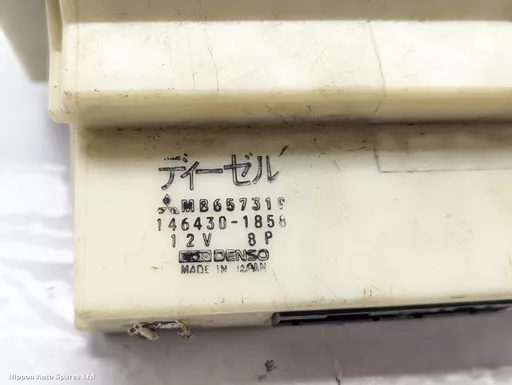 ディーゼル
MB657319
146430-1856
12V 8P
DENSO
MADE IN JAPAN
Nippon Auto Spares Ltd